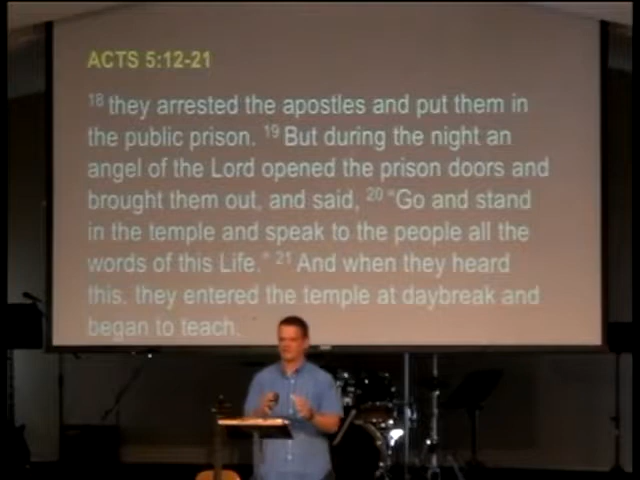 ACTS 5:12-21
18 they arrested the apostles and put them in
the public prison. 19 But during the night an
angel of the Lord opened the prison doors and
brought them out, and said, 20 "Go and stand
in the temple and speak to the people all the
words of this Life." 21 And when they heard
this, they entered the temple at daybreak and
began to teach.